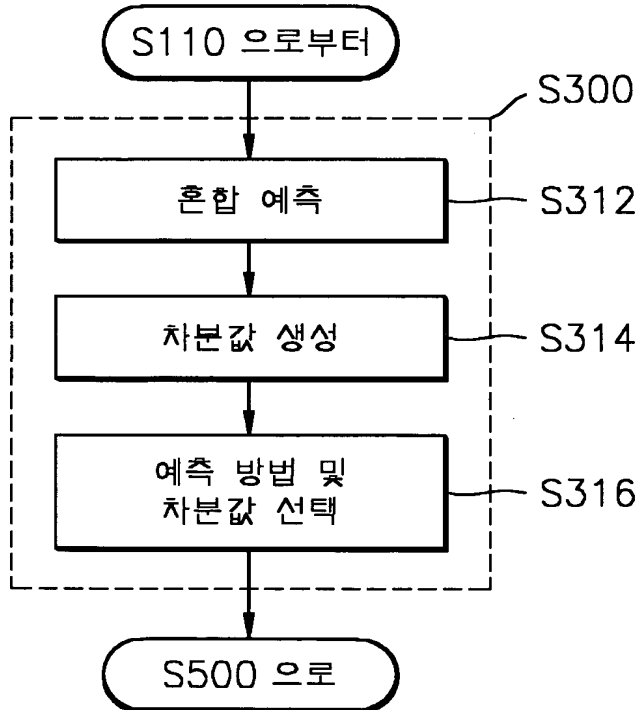 S110 으로부터
S300
혼합 예측
S312
차분값 생성
S314
예측 방법 및
차분값 선택
S316
S500 으로